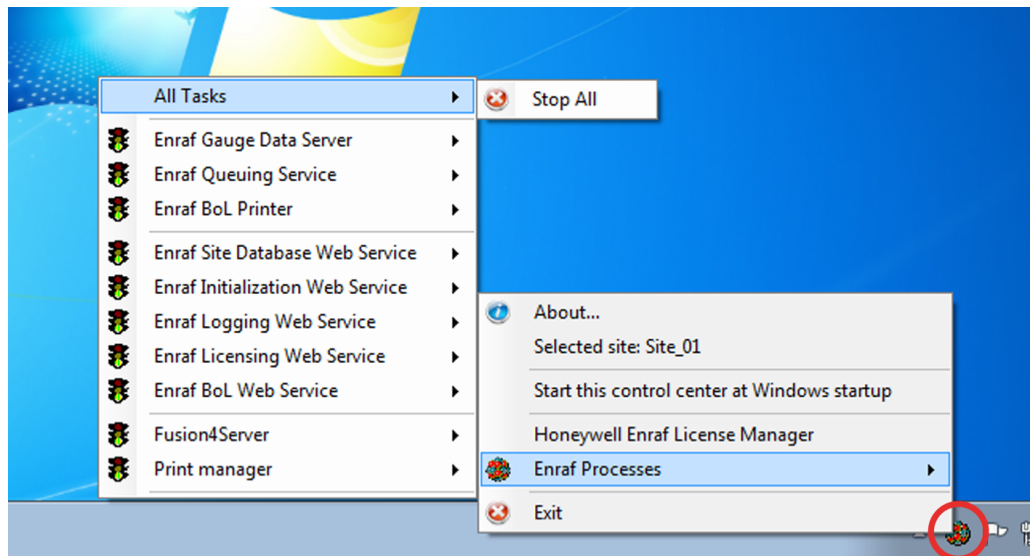 All Tasks
Stop All
Enraf Gauge Data Server
Enraf Queuing Service
Enraf BoL Printer
Enraf Site Database Web Service
Enraf Initialization Web Service
Enraf Logging Web Service
Enraf Licensing Web Service
Enraf BoL Web Service
Fusion4Server
Print manager
About...
Selected site: Site_01
Start this control center at Windows startup
Honeywell Enraf License Manager
Enraf Processes
Exit